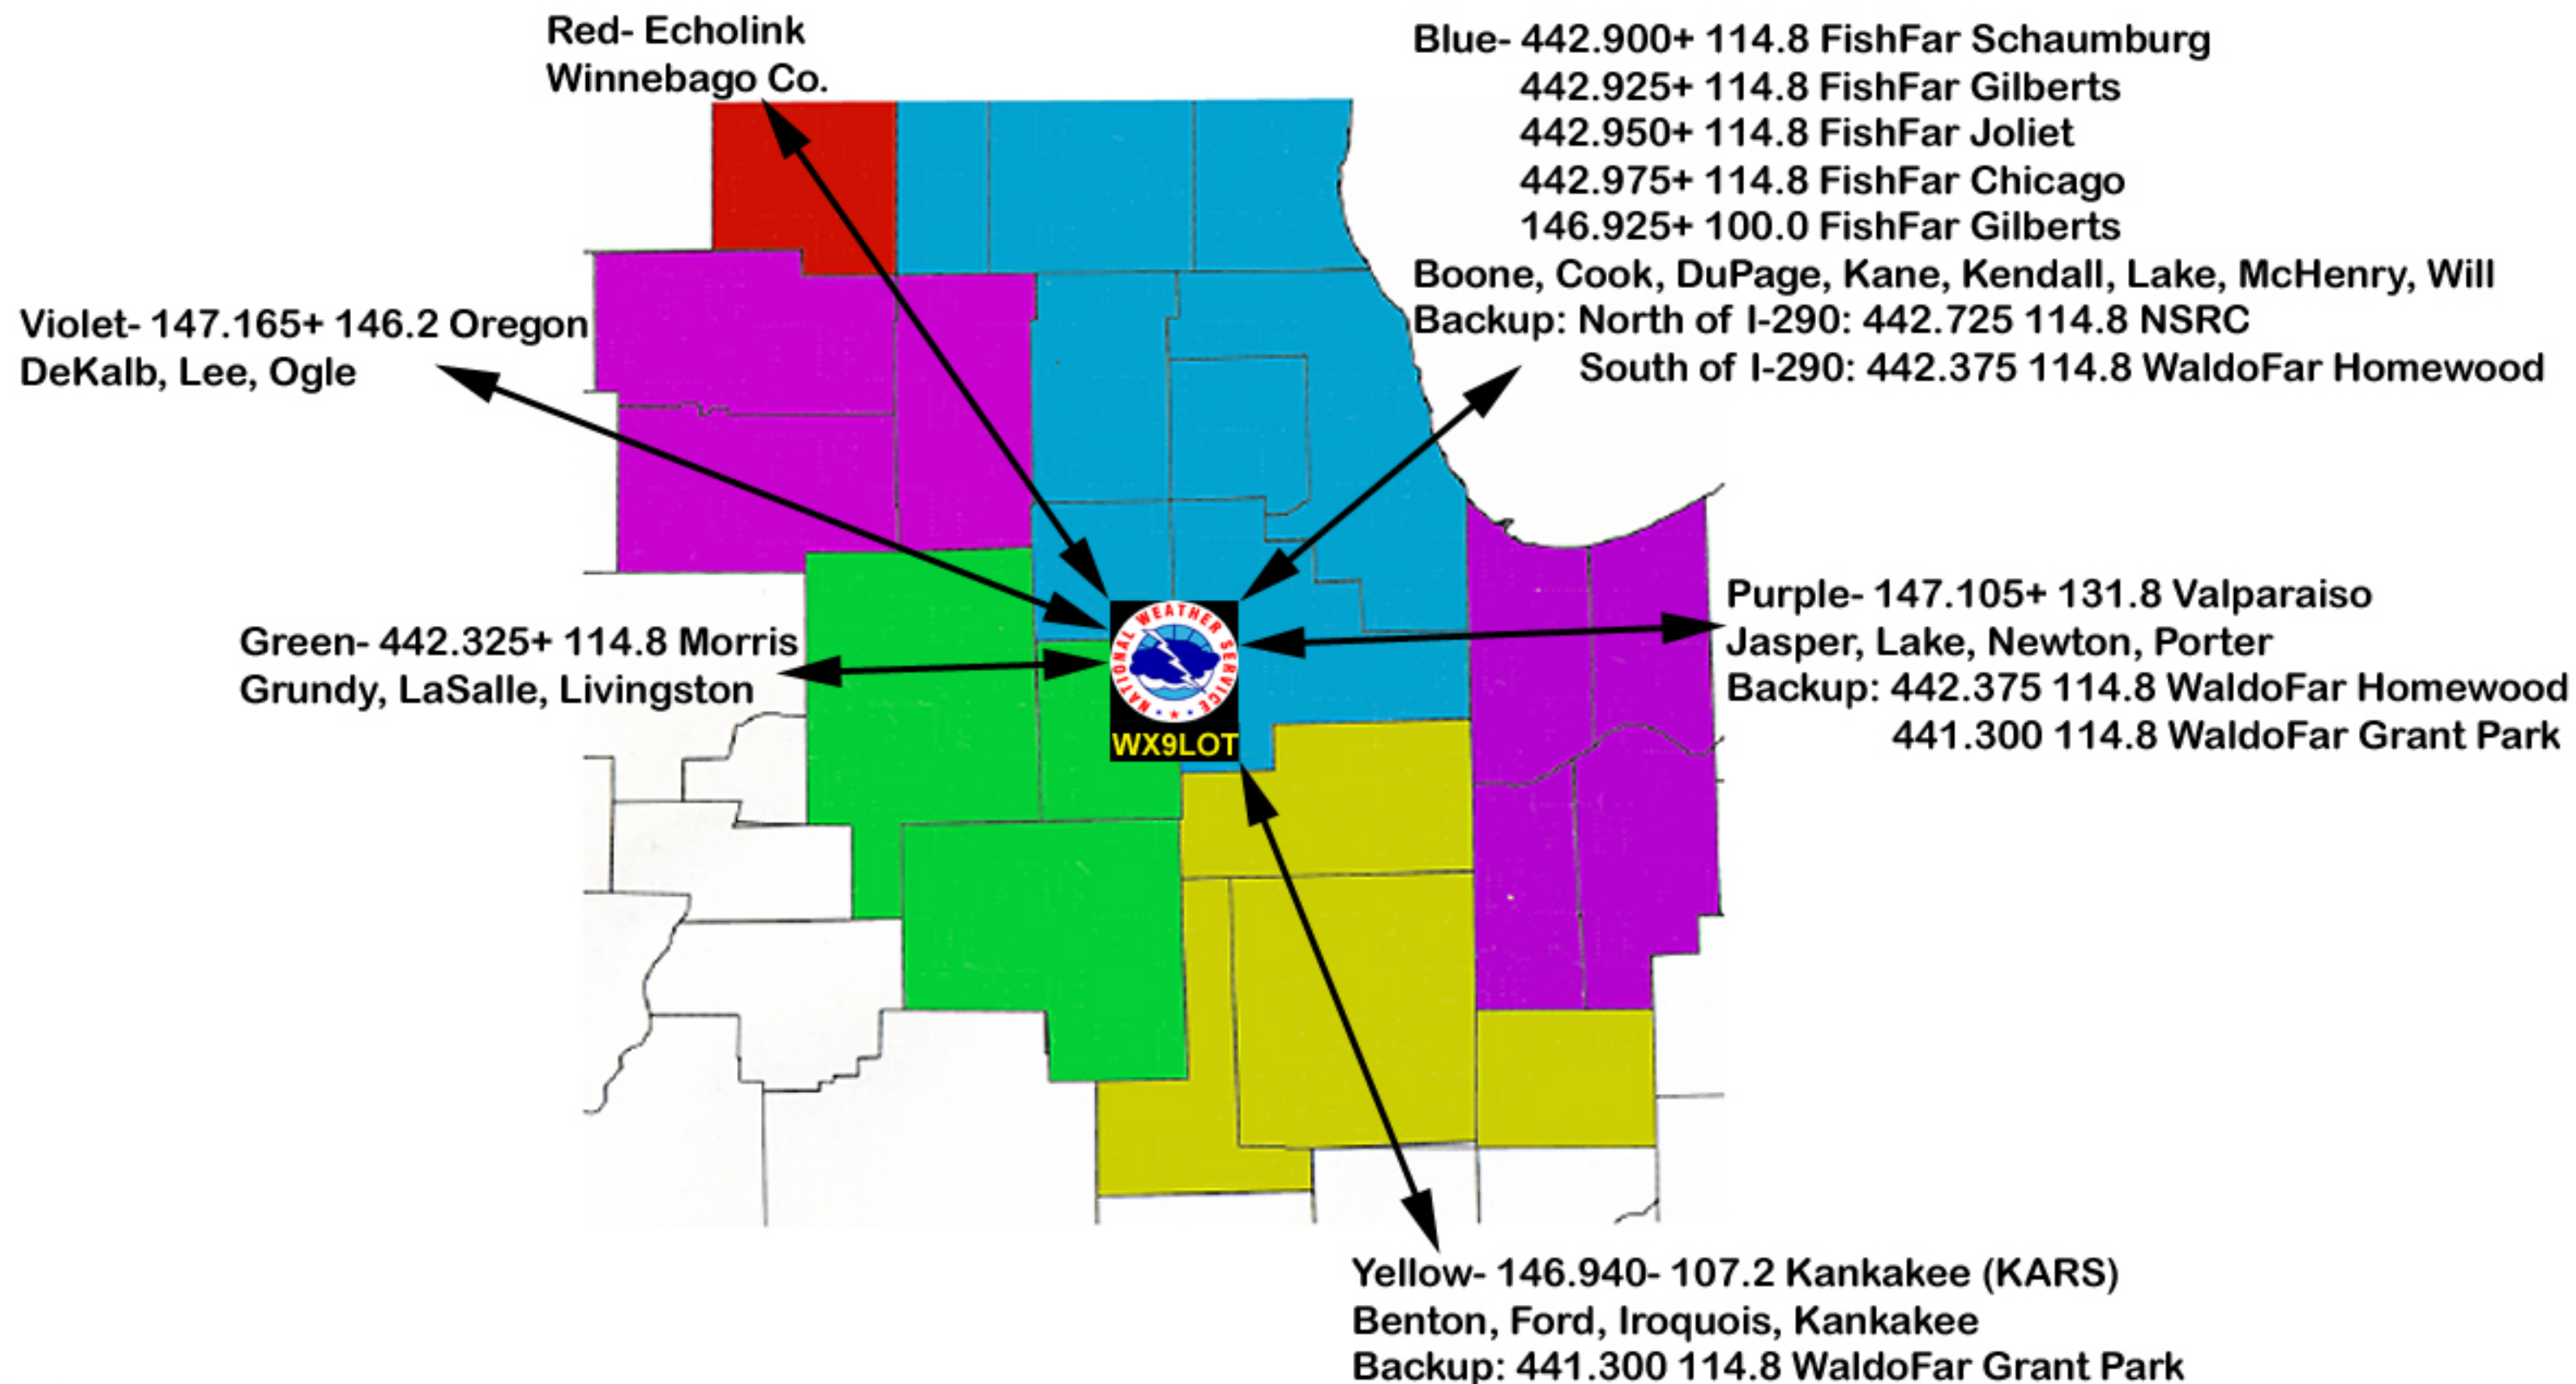 Red- Echolink
Winnebago Co.
Blue- 442.900+ 114.8 FishFar Schaumburg
442.925+ 114.8 FishFar Gilberts
442.950+ 114.8 FishFar Joliet
442.975+ 114.8 FishFar Chicago
146.925+ 100.0 FishFar Gilberts
Boone, Cook, DuPage, Kane, Kendall, Lake, McHenry, Will
Backup: North of I-290: 442.725 114.8 NSRC
South of I-290: 442.375 114.8 WaldoFar Homewood
Violet- 147.165+ 146.2 Oregon
DeKalb, Lee, Ogle
Green- 442.325+ 114.8 Morris
Grundy, LaSalle, Livingston
NATIONAL WEATHER SERVICE
WX9LOT
Purple- 147.105+ 131.8 Valparaiso
Jasper, Lake, Newton, Porter
Backup: 442.375 114.8 WaldoFar Homewood
441.300 114.8 WaldoFar Grant Park
Yellow- 146.940- 107.2 Kankakee (KARS)
Benton, Ford, Iroquois, Kankakee
Backup: 441.300 114.8 WaldoFar Grant Park